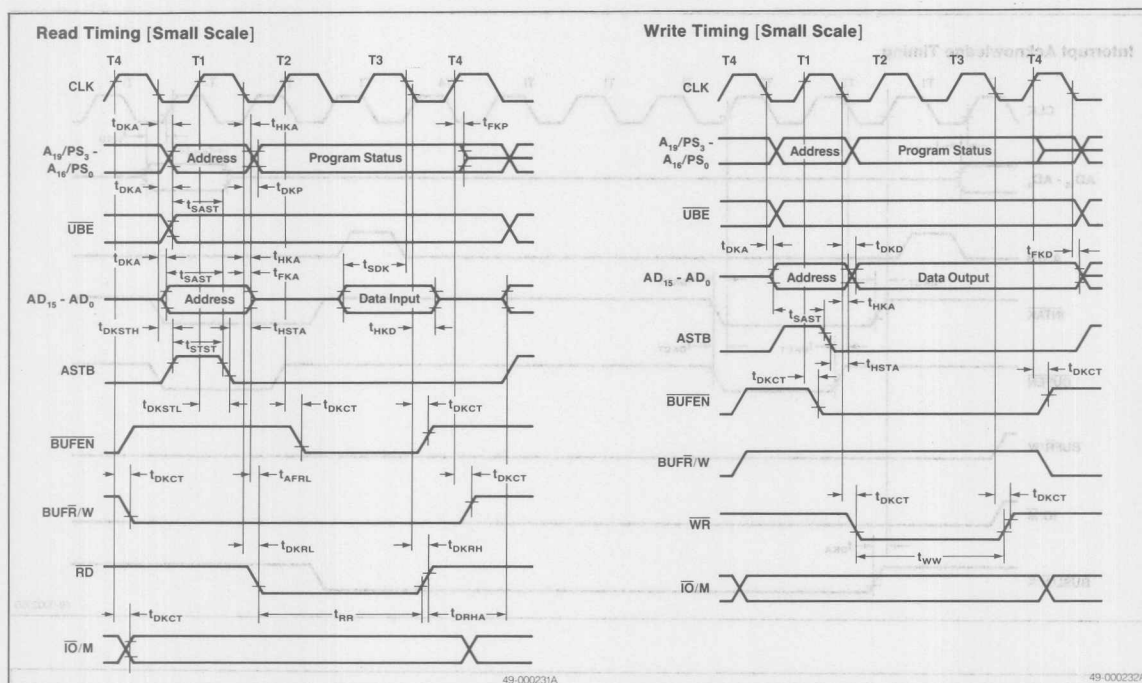 Read Timing [Small Scale]
T4 T1 T2 T3 T4
CLK
tDKA tHKA tFKP
A19/PS3 -
A16/PS0
Address Program Status
tDKA tDKP
tSAST
UBE
tDKA tHKA
tSAST tFKA tSDK
AD15 - AD0
Address Data Input
tDKSTH tHSTA tHKD
tSTST
ASTB
tDKSTL tDKCT tDKCT
BUFEN
tDKCT tAFRL tDKCT
BUFR/W
tDKRL tDKRH
RD
tDKCT tRR tDRHA
IO/M
49-000231A
Write Timing [Small Scale]
T4 T1 T2 T3 T4
CLK
A19/PS3 -
A16/PS0
Address Program Status
UBE
tDKA tDKD tFKD
AD15 - AD0
Address Data Output
tSAST tHKA
ASTB
tHSTA
tDKCT tDKCT
BUFEN
BUFR/W
tDKCT tDKCT
WR
tWW
IO/M
49-000232A
Interrupt Acknowledge Timing